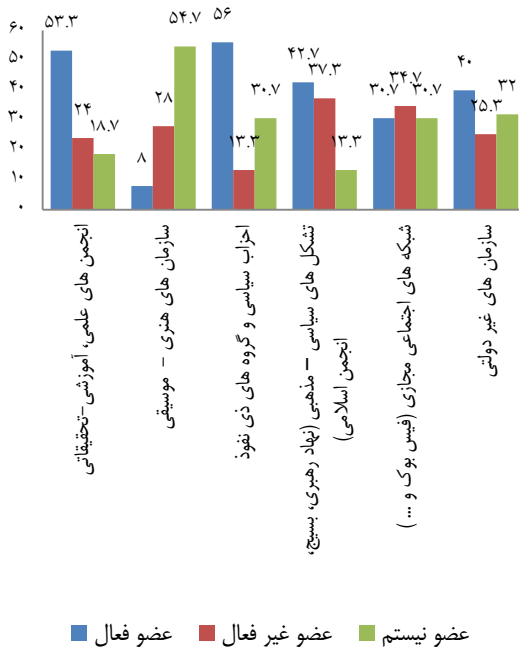 ۶۰
۵۰
۴۰
۳۰
۲۰
۱۰
۰
۵۳.۳
۲۴
۱۸.۷
۸
۲۸
۵۴.۷
۵۶
۱۳.۳
۳۰.۷
۴۲.۷
۳۷.۳
۱۳.۳
۳۰.۷
۳۴.۷
۳۰.۷
۴۰
۲۵.۳
۳۲
انجمن های علمی، آموزشی-تحقیقاتی
سازمان های هنری - موسیقی
احزاب سیاسی و گروه های ذی نفوذ
تشکل های سیاسی – مذهبی (نهاد رهبری، بسیج،
انجمن اسلامی)
شبکه های اجتماعی مجازی (فیس بوک و ... )
سازمان های غیر دولتی
عضو فعال
عضو غیر فعال
عضو نیستم